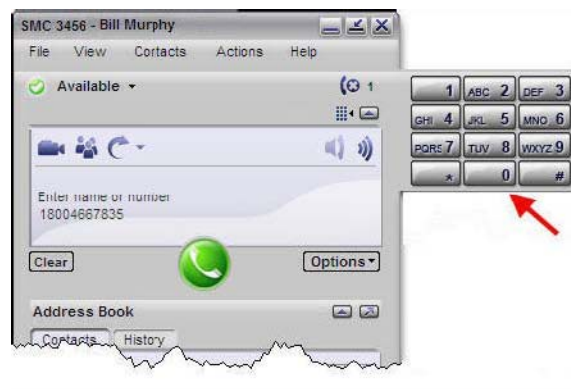 SMC 3456 - Bill Murphy
File View Contacts Actions Help
Available
1
1 ABC 2 DEF 3
GHI 4 JKL 5 MNO 6
PQRS 7 TUV 8 WXYZ 9
* 0 #
Enter name or number
18004667835
Clear Options
Address Book
Contacts History